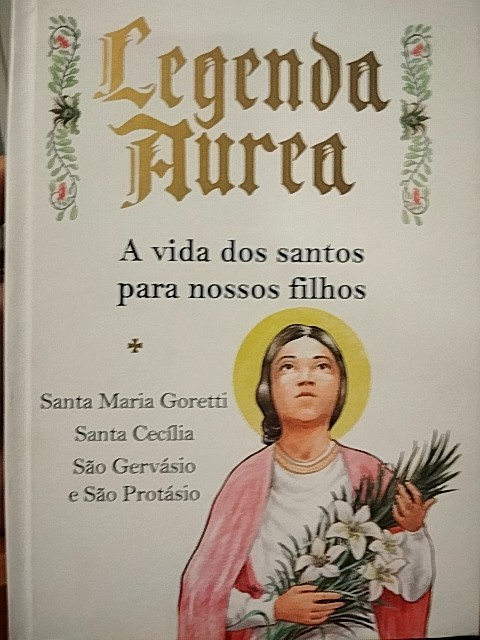 Legenda
Aurea
A vida dos santos
para nossos filhos
Santa Maria Goretti
Santa Cecília
São Gervásio
e São Protásio